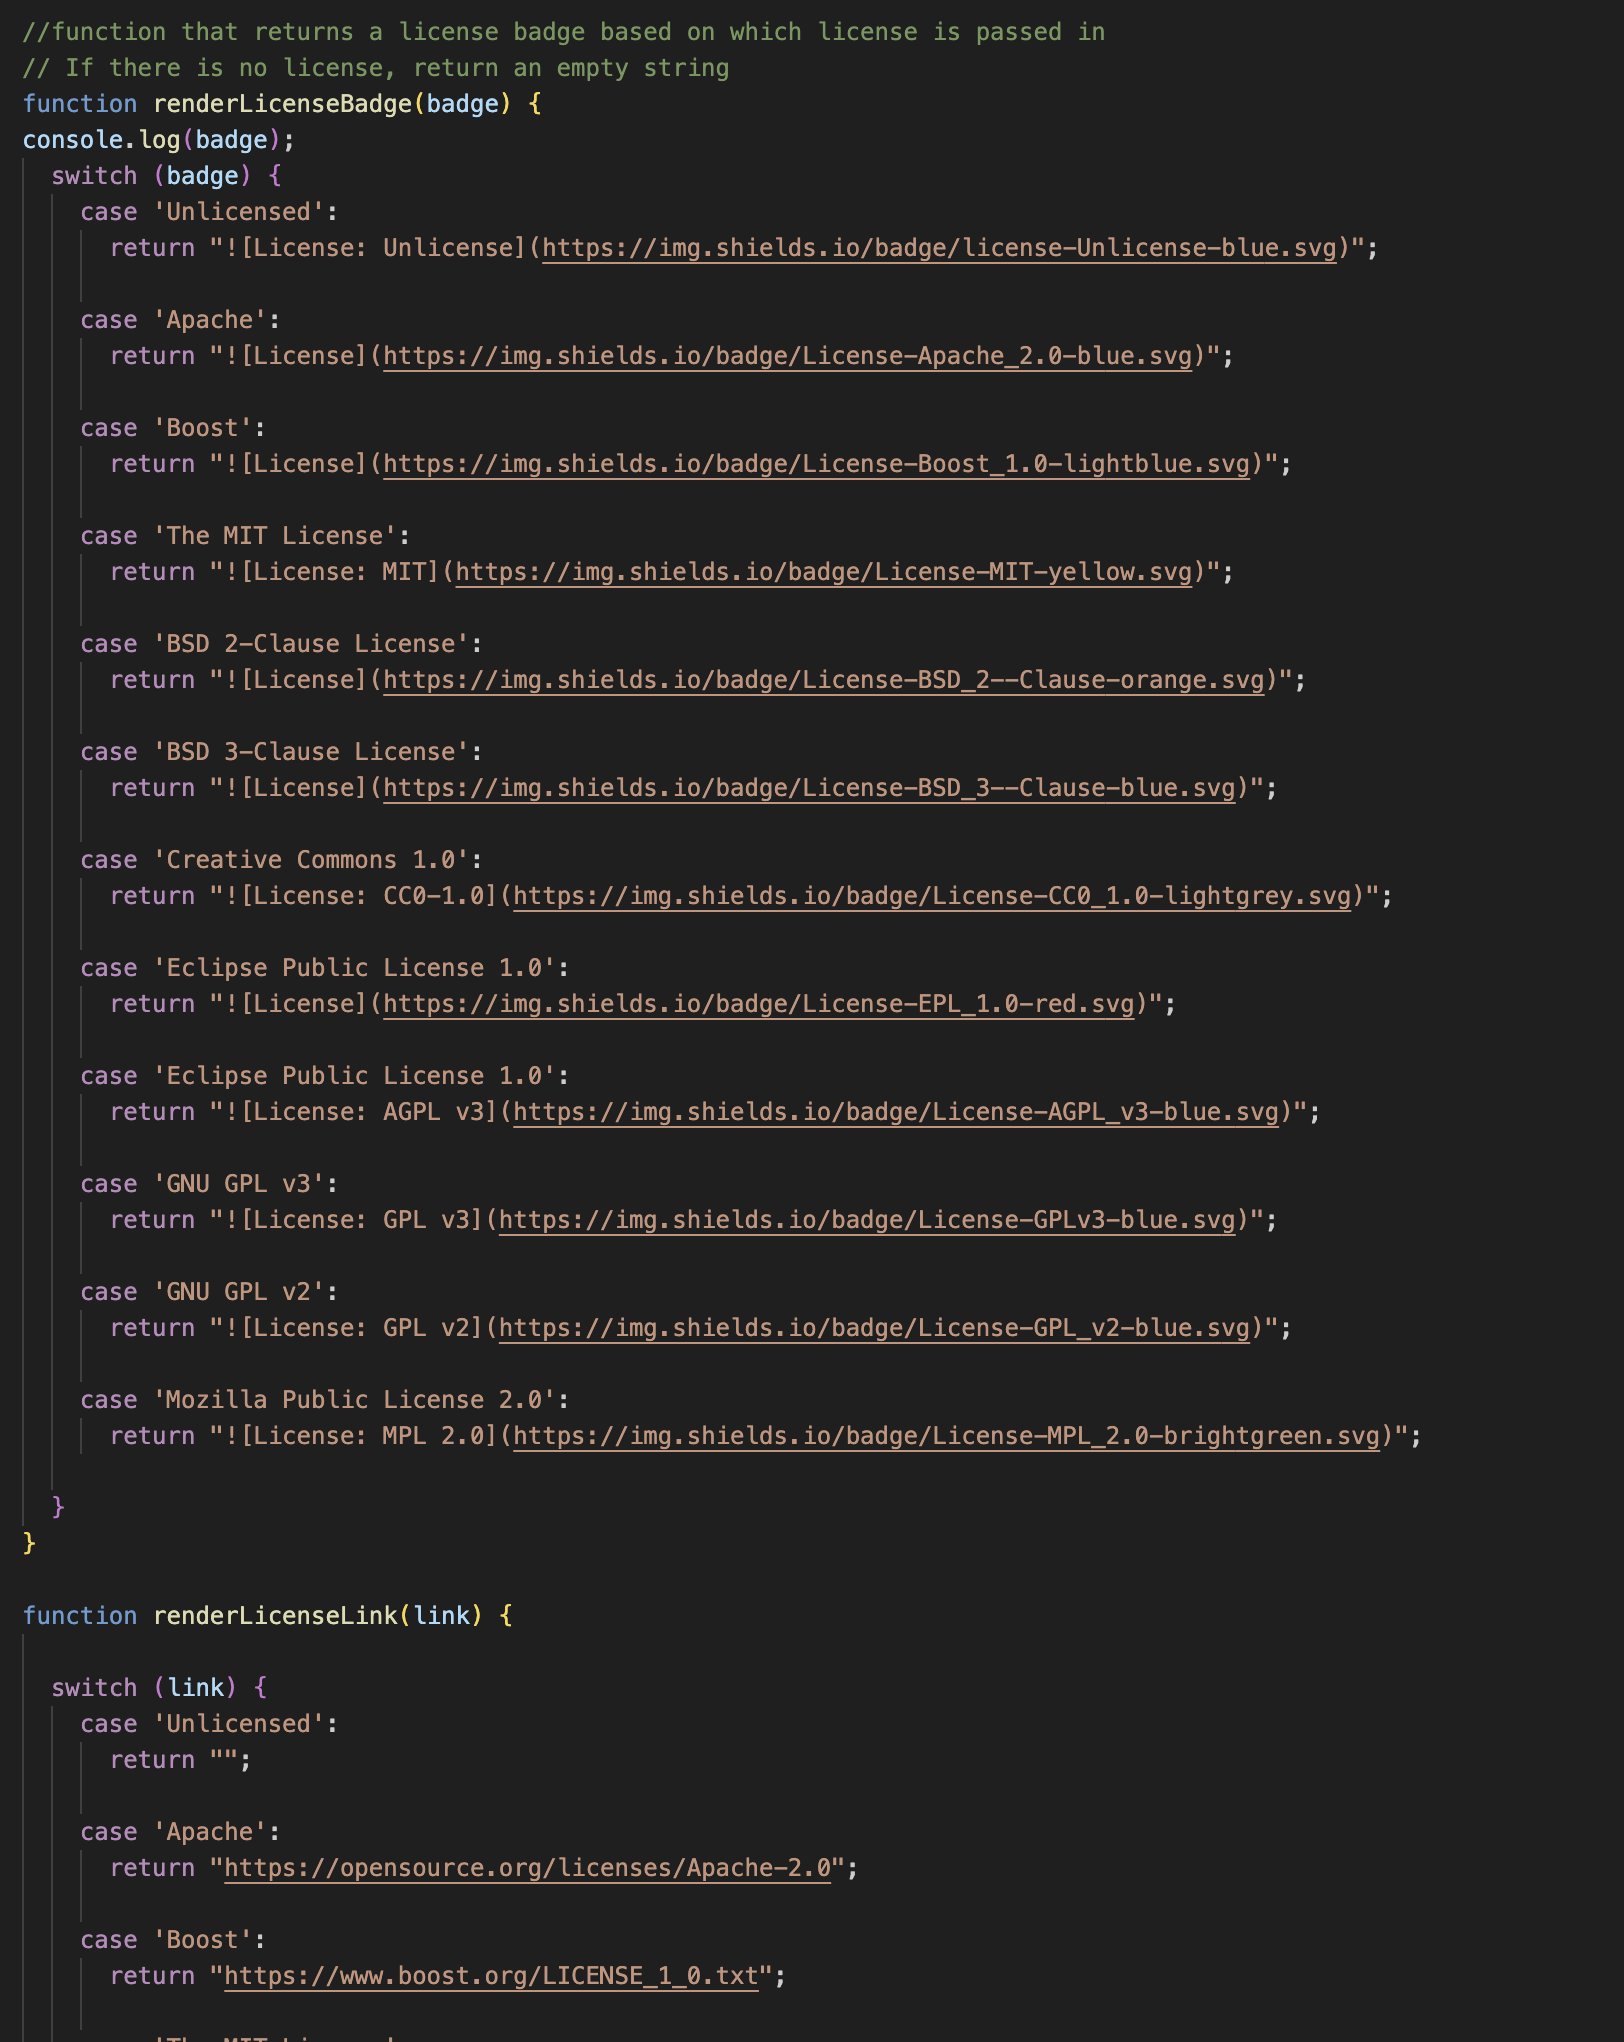 //function that returns a license badge based on which license is passed in
// If there is no license, return an empty string
function renderLicenseBadge(badge) {
console.log(badge);
switch (badge) {
case 'Unlicensed':
return "![License: Unlicense](https://img.shields.io/badge/license-Unlicense-blue.svg)";
case 'Apache':
return "![License](https://img.shields.io/badge/License-Apache_2.0-blue.svg)";
case 'Boost':
return "![License](https://img.shields.io/badge/License-Boost_1.0-lightblue.svg)";
case 'The MIT License':
return "![License: MIT](https://img.shields.io/badge/License-MIT-yellow.svg)";
case 'BSD 2-Clause License':
return "![License](https://img.shields.io/badge/License-BSD_2--Clause-orange.svg)";
case 'BSD 3-Clause License':
return "![License](https://img.shields.io/badge/License-BSD_3--Clause-blue.svg)";
case 'Creative Commons 1.0':
return "![License: CC0-1.0](https://img.shields.io/badge/License-CC0_1.0-lightgrey.svg)";
case 'Eclipse Public License 1.0':
return "![License](https://img.shields.io/badge/License-EPL_1.0-red.svg)";
case 'Eclipse Public License 1.0':
return "![License: AGPL v3](https://img.shields.io/badge/License-AGPL_v3-blue.svg)";
case 'GNU GPL v3':
return "![License: GPL v3](https://img.shields.io/badge/License-GPLv3-blue.svg)";
case 'GNU GPL v2':
return "![License: GPL v2](https://img.shields.io/badge/License-GPL_v2-blue.svg)";
case 'Mozilla Public License 2.0':
return "![License: MPL 2.0](https://img.shields.io/badge/License-MPL_2.0-brightgreen.svg)";
}
}
function renderLicenseLink(link) {
switch (link) {
case 'Unlicensed':
return "";
case 'Apache':
return "https://opensource.org/licenses/Apache-2.0";
case 'Boost':
return "https://www.boost.org/LICENSE_1_0.txt";